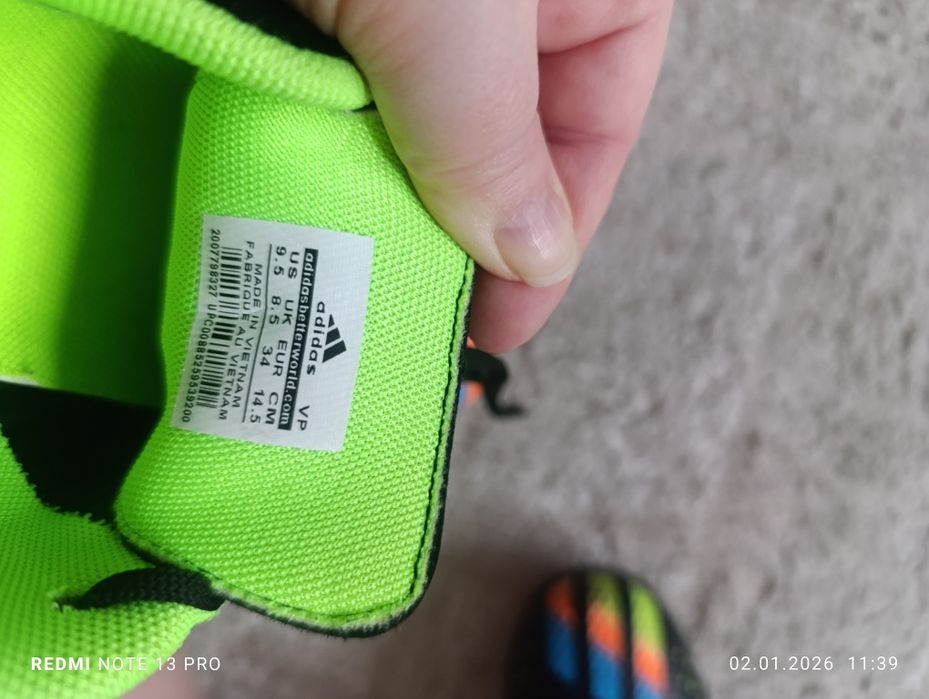 adidas VP
adidasbetterworld.com
US UK EUR CM
9.5 8.5 34 14.5
MADE IN VIETNAM
FABRIQUE AU VIETNAM
2007798327 UPC00885259539200
REDMI NOTE 13 PRO
02.01.2026 11:39